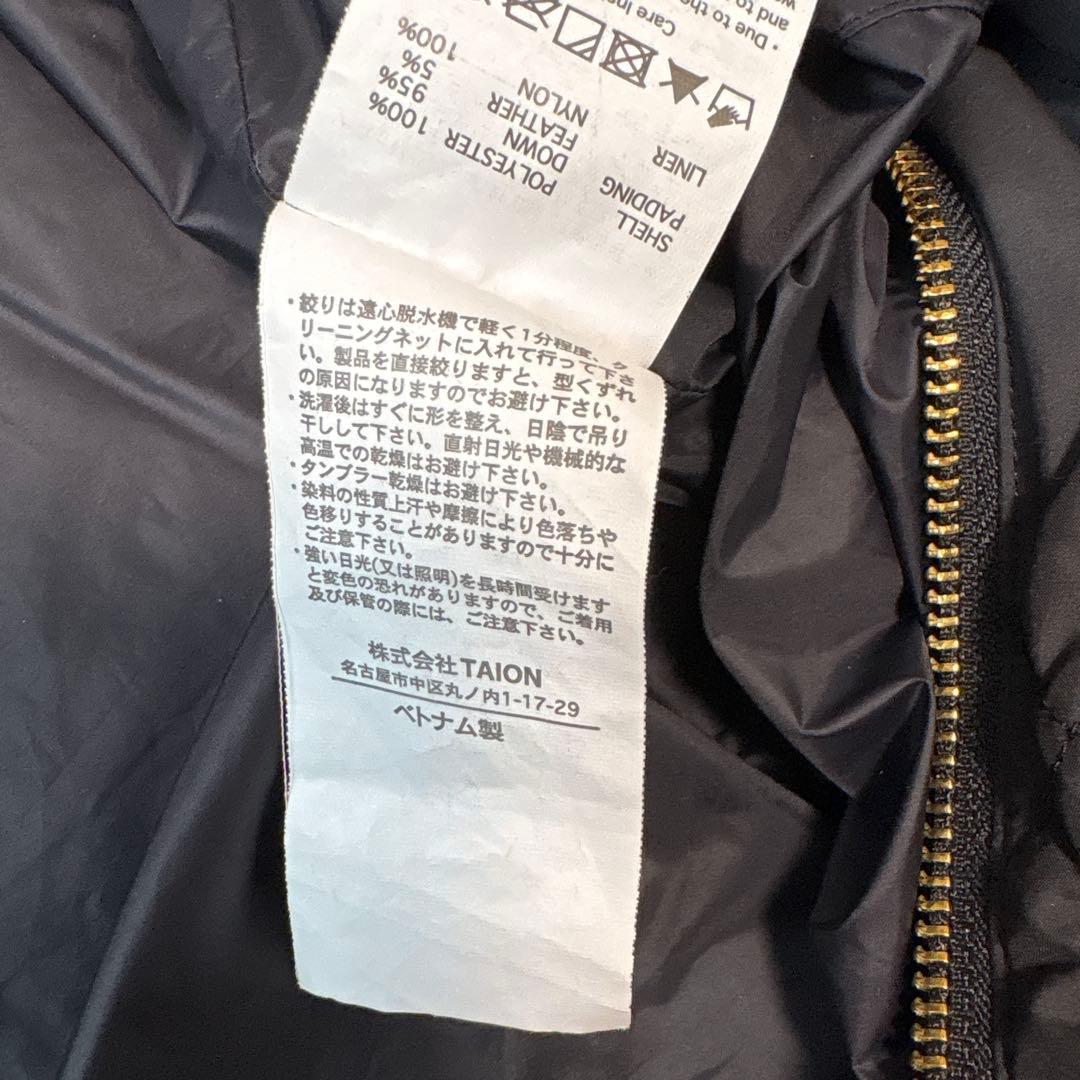 SHELL POLYESTER 100%
PADDING DOWN 95%
FEATHER 5%
LINER NYLON 100%
Care Ins
・Due to the
and to
・絞りは遠心脱水機で軽く1分程度、ク
リーニングネットに入れて行って下さ
い。製品を直接絞りますと、型くずれ
の原因になりますのでお避け下さい。
・洗濯後はすぐに形を整え、日陰で吊り
干しして下さい。直射日光や機械的な
高温での乾燥はお避け下さい。
・タンブラー乾燥はお避け下さい。
・染料の性質上汗や摩擦により色落ちや
色移りすることがありますので十分に
ご注意下さい。
・強い日光(又は照明)を長時間受けます
と変色の恐れがありますので、ご着用
及び保管の際には、ご注意下さい。
株式会社TAION
名古屋市中区丸ノ内1-17-29
ベトナム製